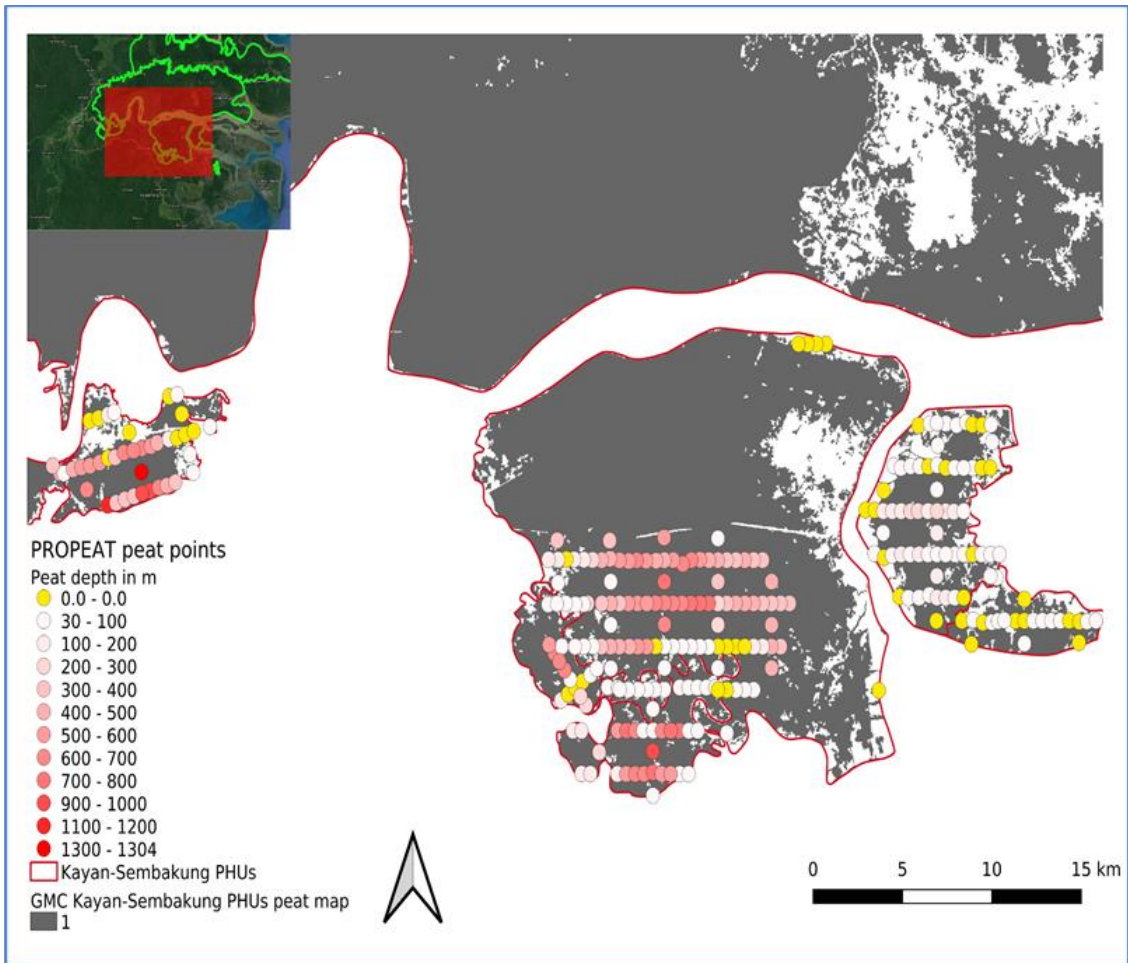 PROPEAT peat points
Peat depth in m
0.0 - 0.0
30 - 100
100 - 200
200 - 300
300 - 400
400 - 500
500 - 600
600 - 700
700 - 800
900 - 1000
1100 - 1200
1300 - 1304
Kayan-Sembakung PHUs
GMC Kayan-Sembakung PHUs peat map
1
0 5 10 15 km